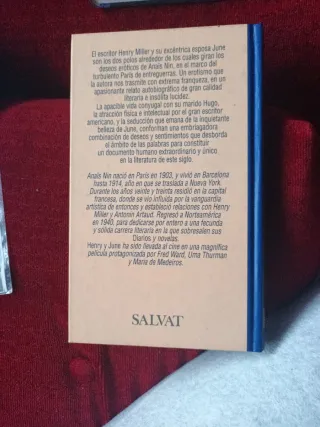 El escritor Henry Miller y su excéntrica esposa June
son los dos polos alrededor de los cuales giran los
deseos eróticos de Anaïs Nin, en el marco del
turbulento París de entreguerras. Un erotismo que
la autora nos trasmite con extrema franqueza, en un
apasionante relato autobiográfico de gran calidad
literaria e insólita lucidez.
La apacible vida conyugal con su marido Hugo,
la atracción física e intelectual por el gran escritor
americano, y la seducción que emana de la inquietante
belleza de June, conforman una embriagadora
combinación de deseos y sentimientos que desborda
el ámbito de las palabras para constituir
un documento humano extraordinario y único
en la literatura de este siglo.
Anaïs Nin nació en París en 1903, y vivió en Barcelona
hasta 1914, año en que se traslada a Nueva York.
Durante los años veinte y treinta residió en la capital
francesa, donde se vio influida por la vanguardia
artística de entonces y estableció relaciones con Henry
Miller y Antonin Artaud. Regresó a Norteamérica
en 1940, para dedicarse por entero a una fecunda
y sólida carrera literaria en la que sobresalen sus
Diarios y novelas.
Henry y June ha sido llevada al cine en una magnífica
película protagonizada por Fred Ward, Uma Thurman
y Maria de Medeiros.
SALVAT